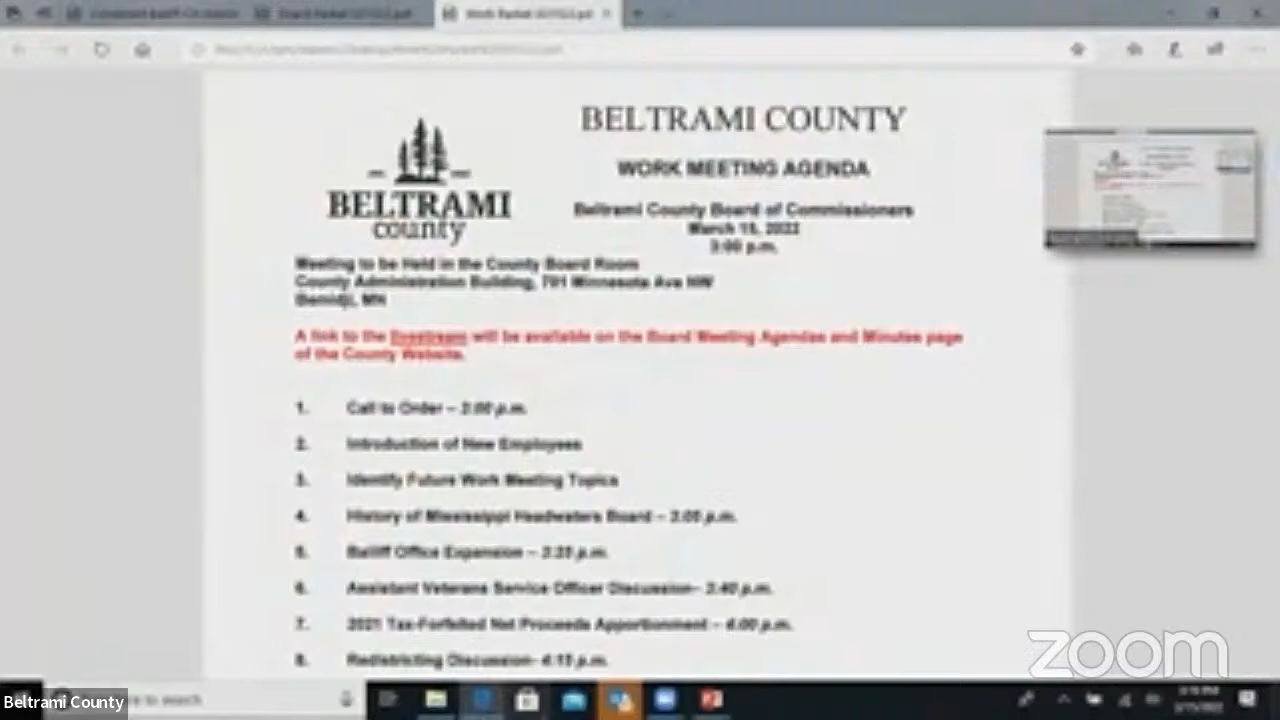 BELTRAMI COUNTY
WORK MEETING AGENDA
BELTRAMI
county
Beltrami County Board of Commissioners
March 15, 2022
3:00 p.m.
Meeting to be Held in the County Board Room
County Administration Building, 701 Minnesota Ave NW
Bemidji, MN
A link to the livestream will be available on the Board Meeting Agendas and Minutes page
of the County Website.
1. Call to Order – 3:00 p.m.
2. Introduction of New Employees
3. Identify Future Work Meeting Topics
4. History of Mississippi Headwaters Board – 3:05 p.m.
5. Bailiff Office Expansion – 3:25 p.m.
6. Assistant Veterans Service Officer Discussion– 3:40 p.m.
7. 2021 Tax-Forfeited Net Proceeds Apportionment – 4:00 p.m.
8. Redistricting Discussion- 4:15 p.m.
zoom
Beltrami County
to search